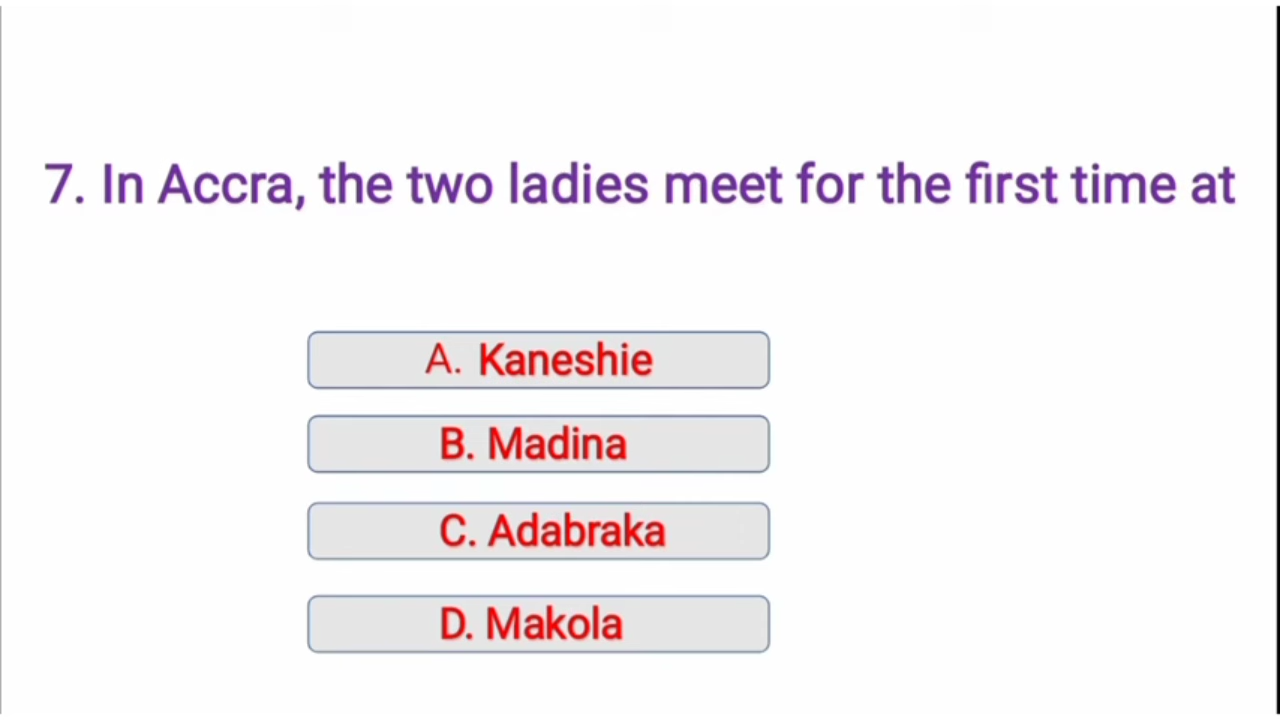 7. In Accra, the two ladies meet for the first time at
A. Kaneshie
B. Madina
C. Adabraka
D. Makola